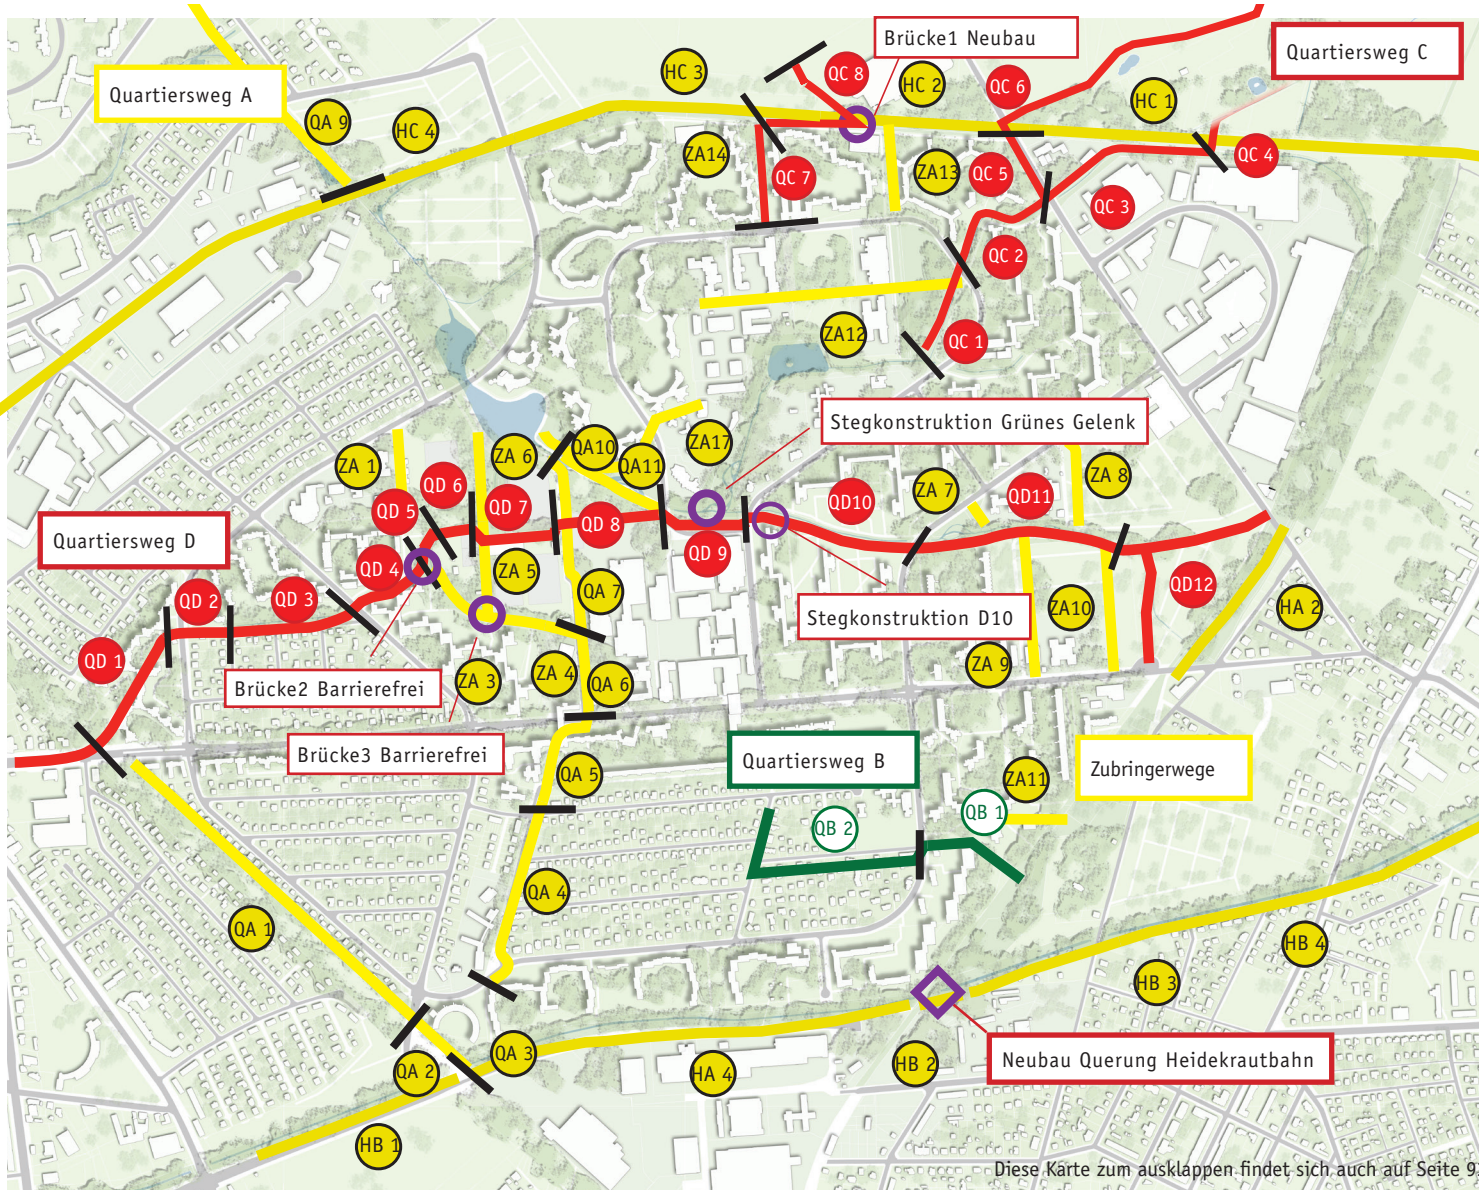 Brücke1 Neubau
Quartiersweg C
HC 3
QC 8
HC 2
QC 6
HC 1
Quartiersweg A
QA 9
HC 4
ZA14
QC 7
ZA13
QC 5
QC 4
QC 3
QC 2
ZA12
QC 1
Stegkonstruktion Grünes Gelenk
ZA 1
ZA 6
QA10
QA11
ZA17
QD 6
QD 5
QD 7
QD 8
QD10
ZA 7
QD11
ZA 8
Quartiersweg D
QD 4
ZA 5
QD 9
QD 2
QD 3
QA 7
Stegkonstruktion D10
ZA10
QD12
HA 2
QD 1
Brücke2 Barrierefrei
ZA 3
ZA 4
QA 6
ZA 9
Brücke3 Barrierefrei
QA 5
Quartiersweg B
Zubringerwege
ZA11
QB 1
QB 2
QA 4
QA 1
HB 4
HB 3
QA 3
QA 2
HA 4
HB 2
Neubau Querung Heidekrautbahn
HB 1
Diese Karte zum ausklappen findet sich auch auf Seite 9